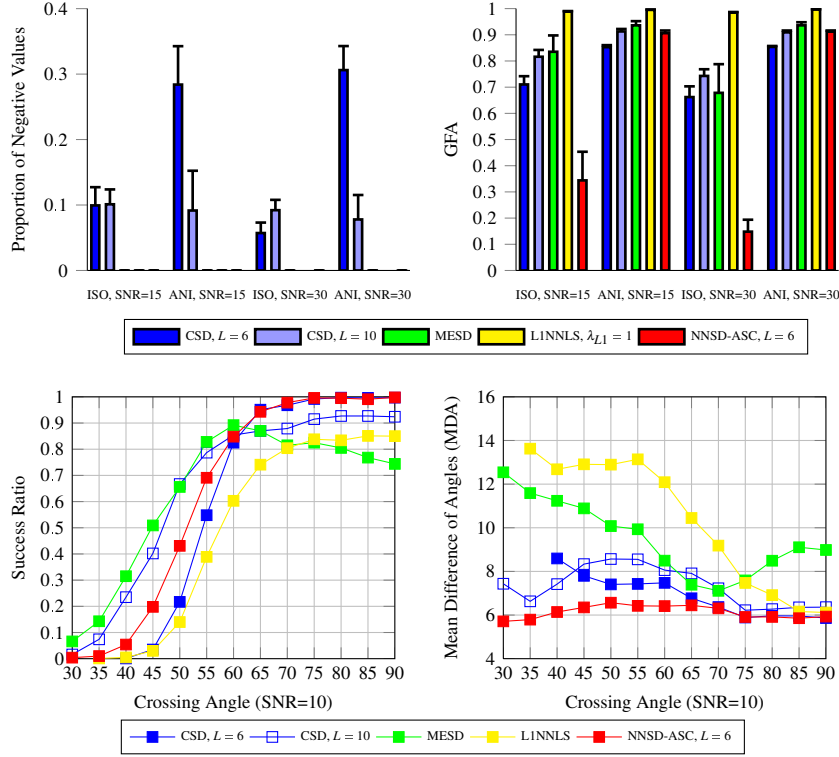 0.4
0.3
0.2
0.1
0
Proportion of Negative Values
ISO, SNR=15
ANI, SNR=15
ISO, SNR=30
ANI, SNR=30
1
0.9
0.8
0.7
0.6
0.5
0.4
0.3
0.2
0.1
0
GFA
ISO, SNR=15
ANI, SNR=15
ISO, SNR=30
ANI, SNR=30
CSD, L = 6
CSD, L = 10
MESD
L1NNLS, λL1 = 1
NNSD-ASC, L = 6
1
0.9
0.8
0.7
0.6
0.5
0.4
0.3
0.2
0.1
0
Success Ratio
30 35 40 45 50 55 60 65 70 75 80 85 90
Crossing Angle (SNR=10)
16
14
12
10
8
6
4
Mean Difference of Angles (MDA)
30 35 40 45 50 55 60 65 70 75 80 85 90
Crossing Angle (SNR=10)
CSD, L = 6
CSD, L = 10
MESD
L1NNLS
NNSD-ASC, L = 6